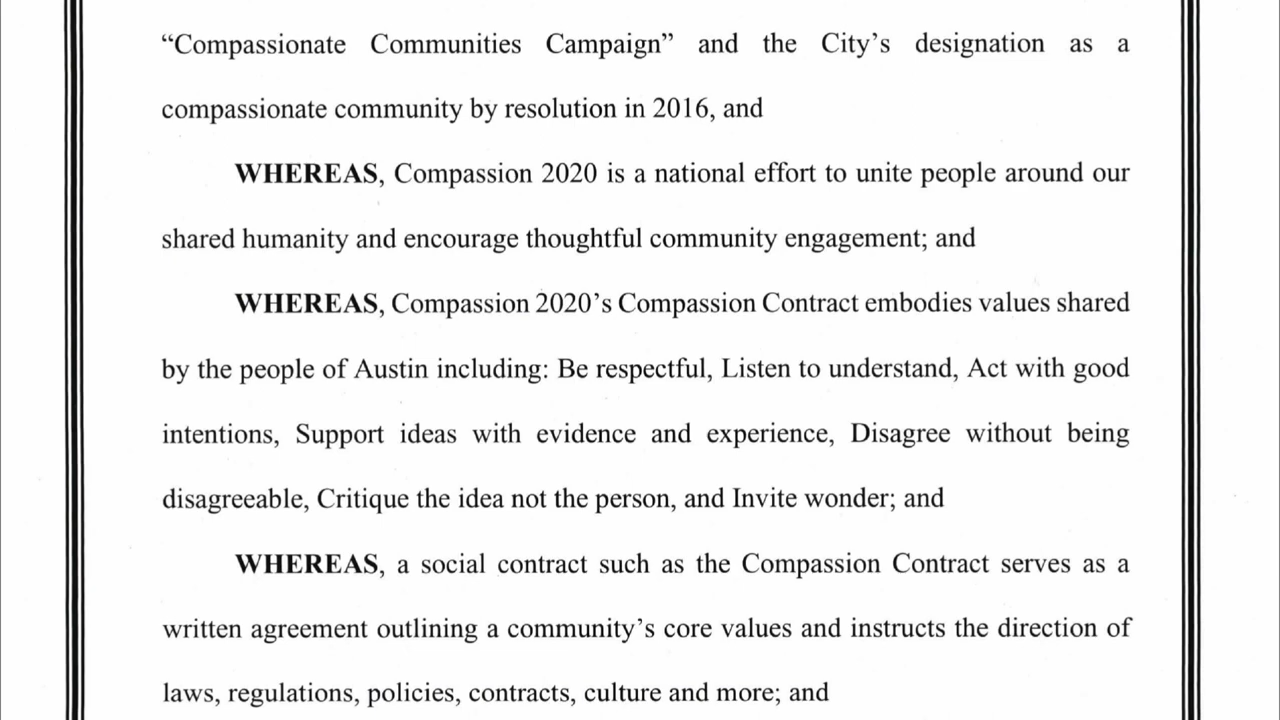 “Compassionate Communities Campaign” and the City’s designation as a
compassionate community by resolution in 2016, and
WHEREAS, Compassion 2020 is a national effort to unite people around our
shared humanity and encourage thoughtful community engagement; and
WHEREAS, Compassion 2020’s Compassion Contract embodies values shared
by the people of Austin including: Be respectful, Listen to understand, Act with good
intentions, Support ideas with evidence and experience, Disagree without being
disagreeable, Critique the idea not the person, and Invite wonder; and
WHEREAS, a social contract such as the Compassion Contract serves as a
written agreement outlining a community’s core values and instructs the direction of
laws, regulations, policies, contracts, culture and more; and